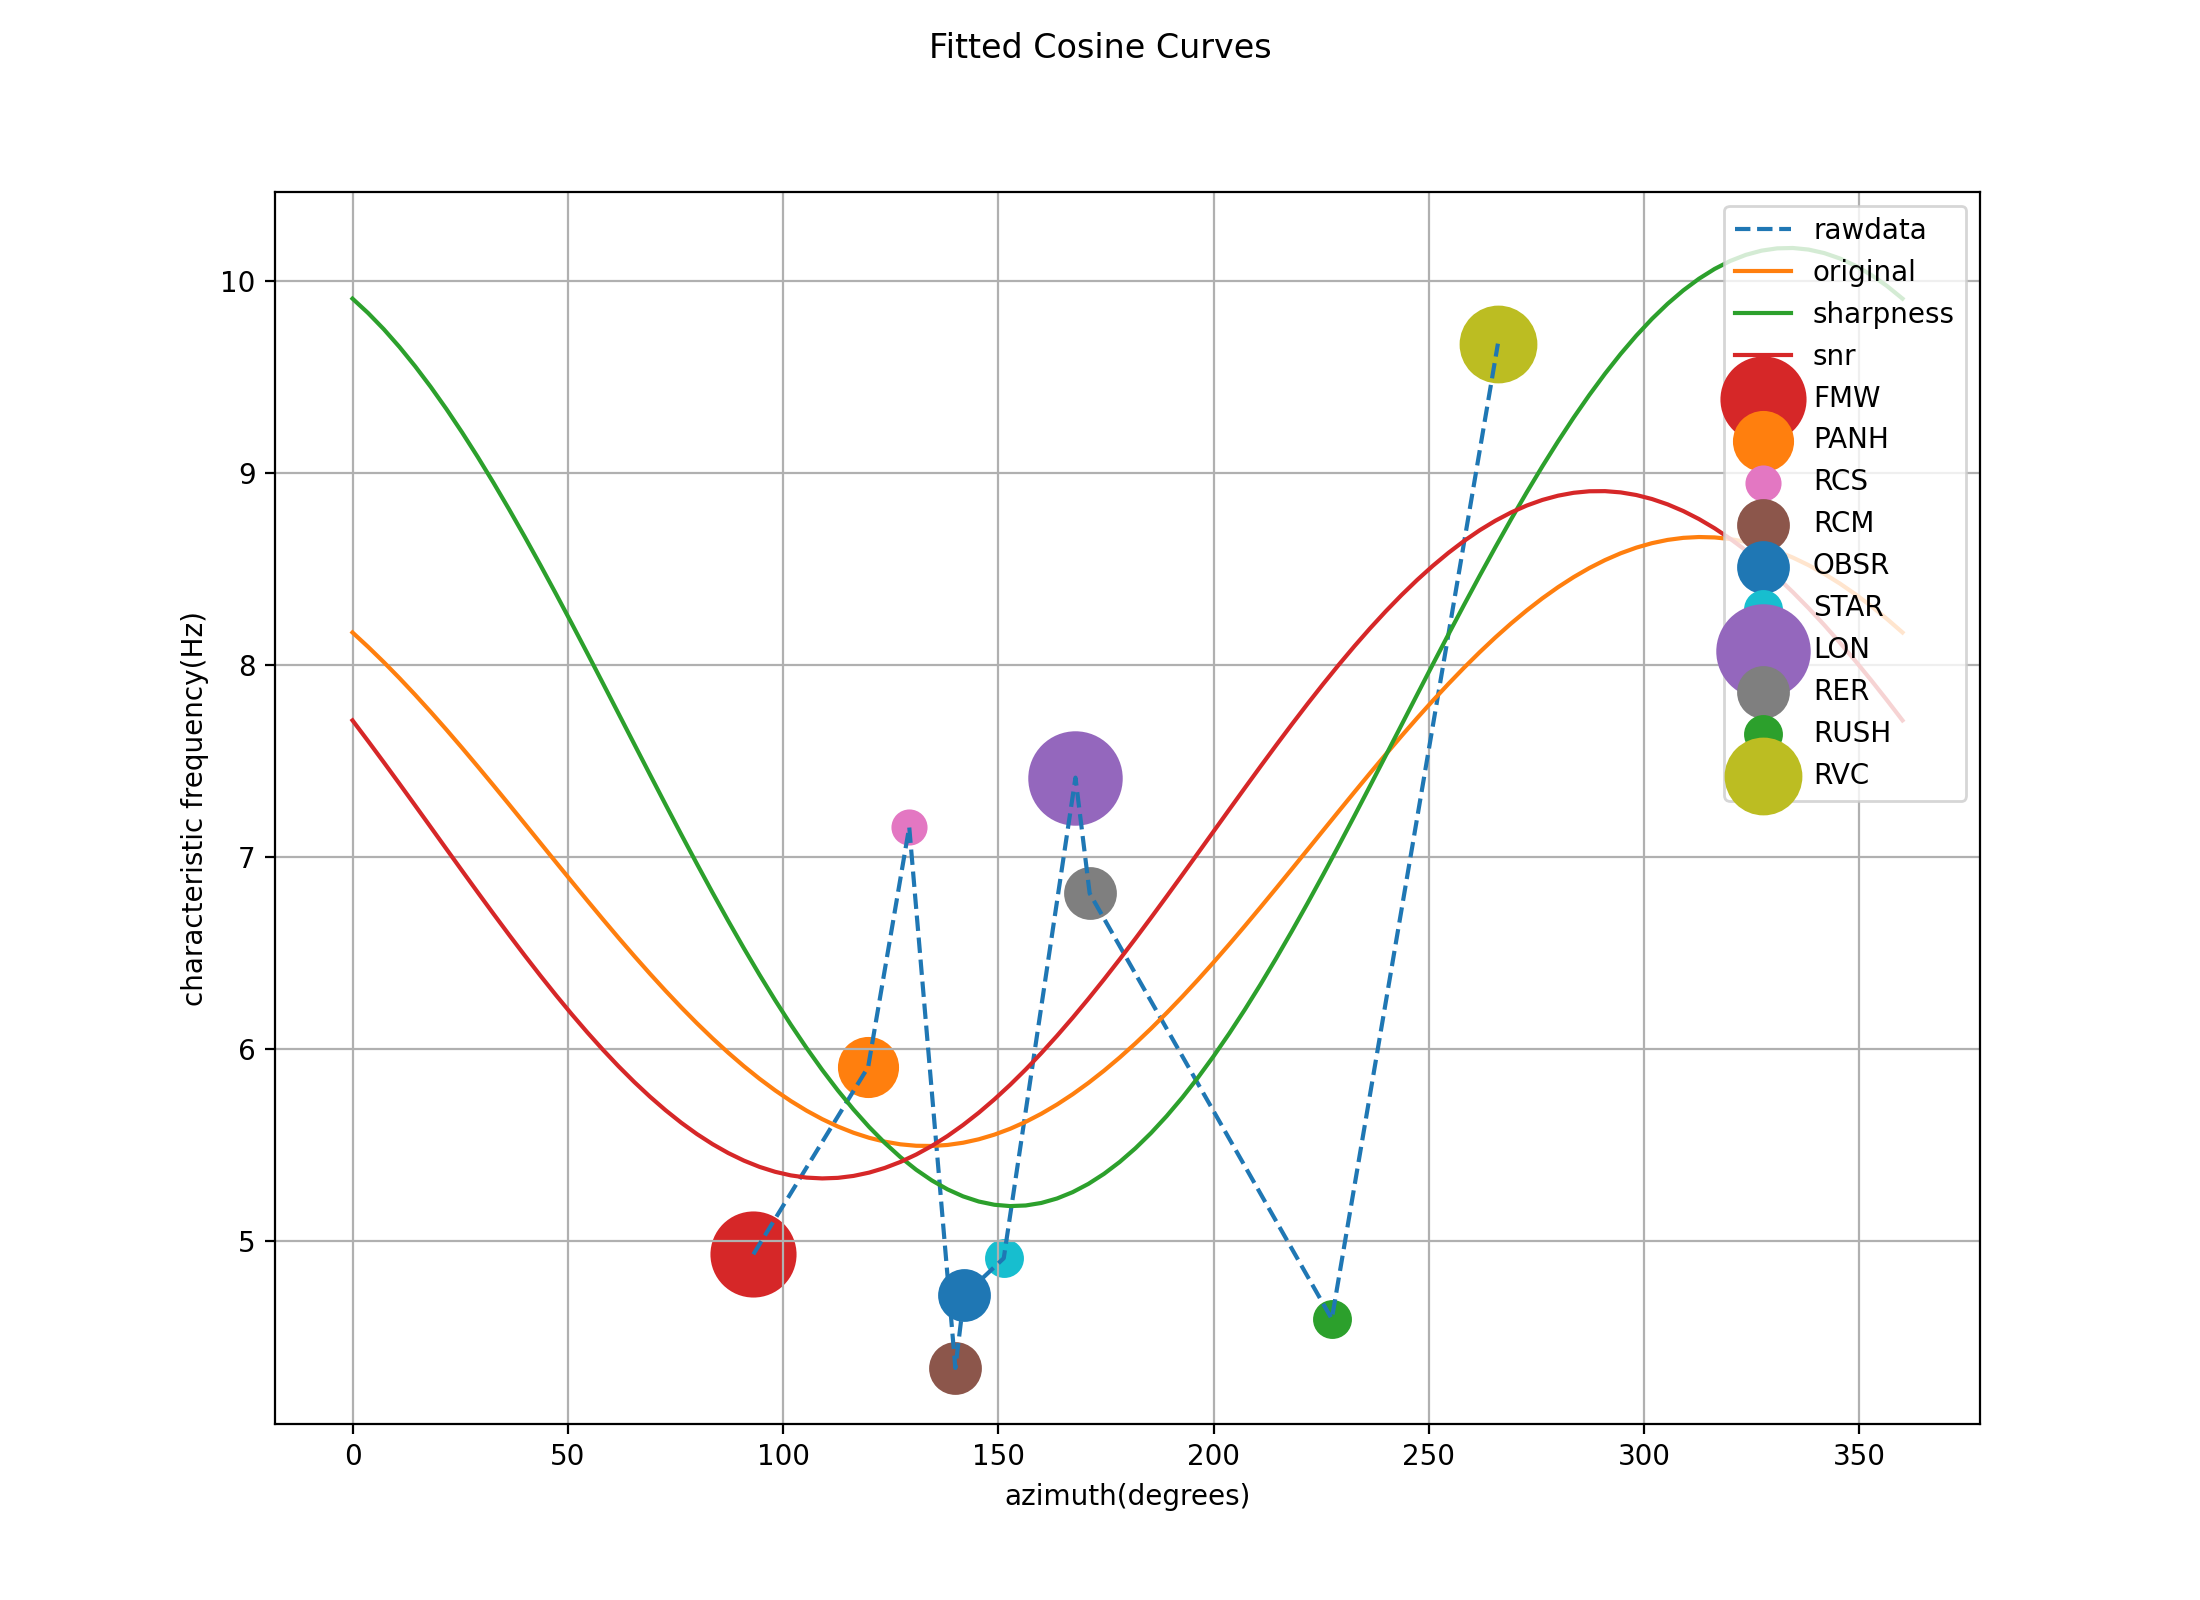 Fitted Cosine Curves
characteristic frequency(Hz)
10
9
8
7
6
5
0 50 100 150 200 250 300 350
azimuth(degrees)
rawdata
original
sharpness
snr
FMW
PANH
RCS
RCM
OBSR
STAR
LON
RER
RUSH
RVC